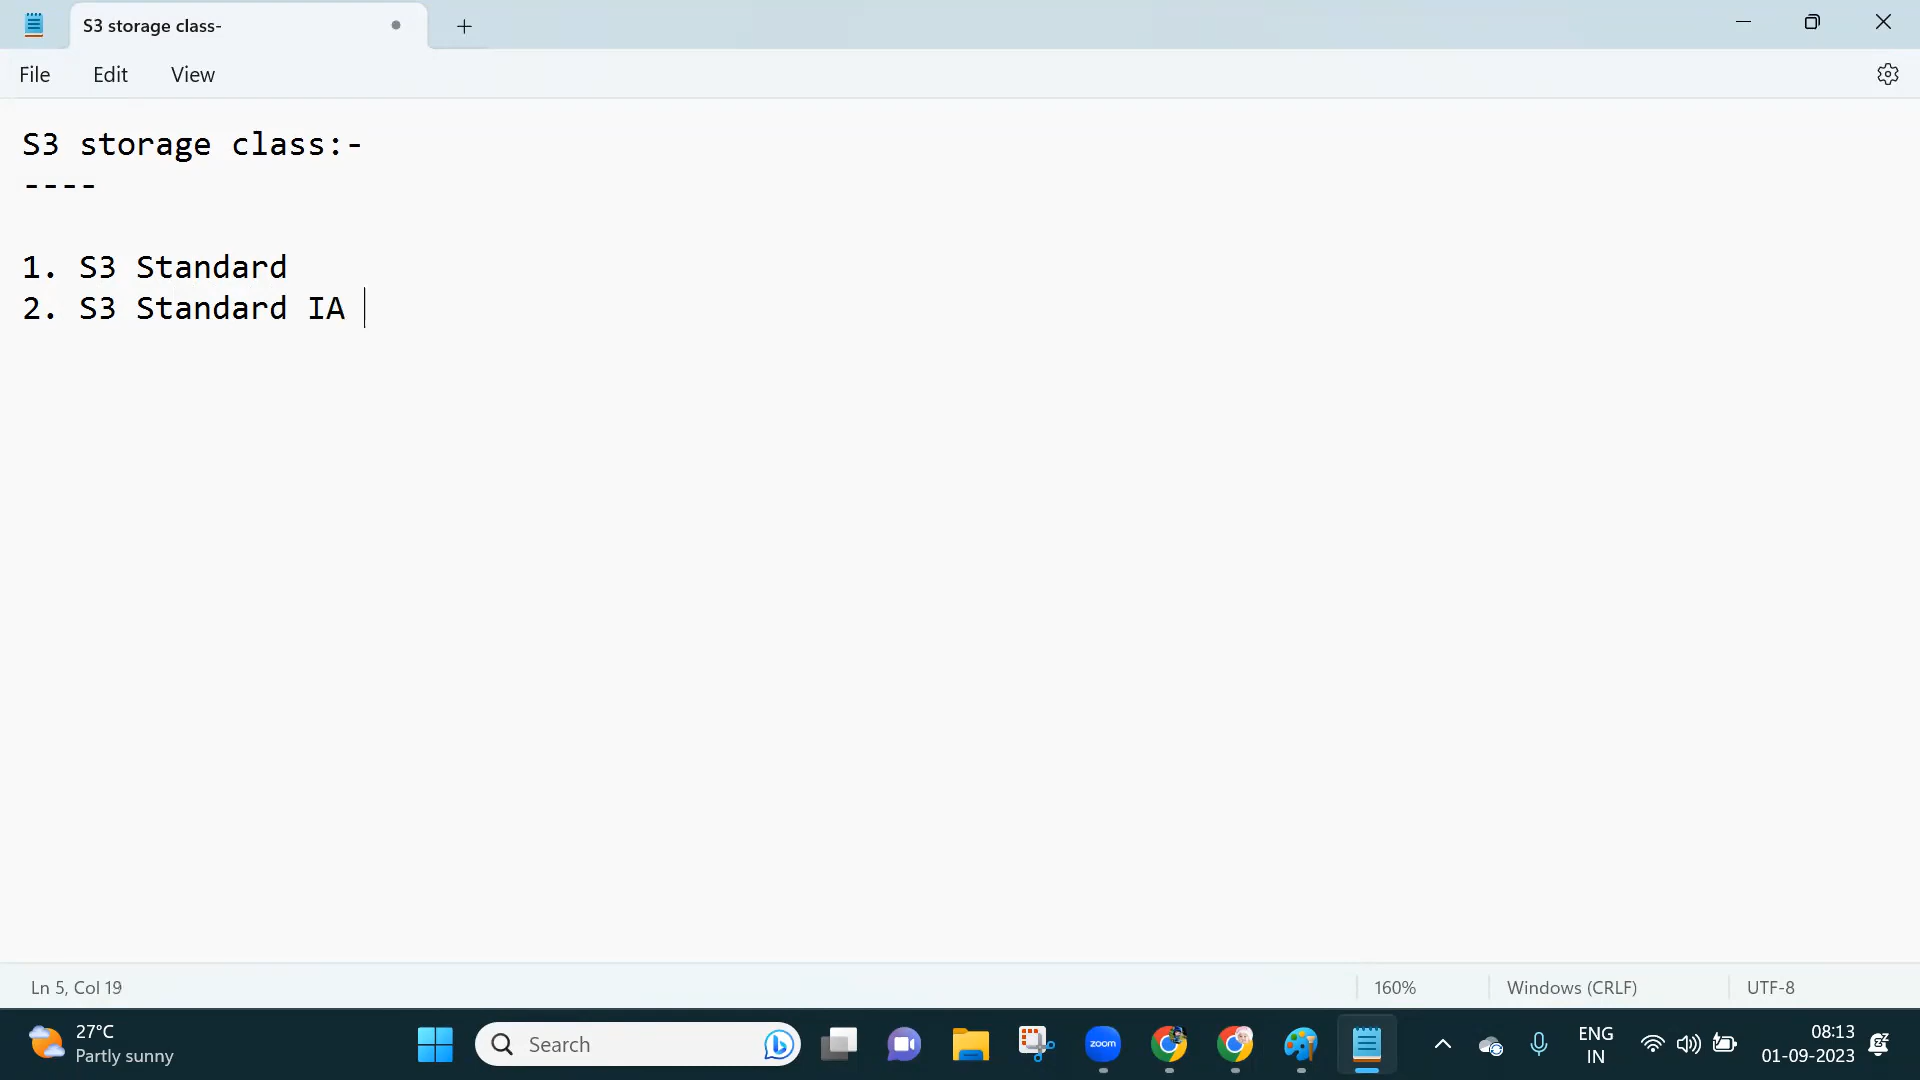 S3 storage class-
File Edit View
S3 storage class:-
----
1. S3 Standard
2. S3 Standard IA
Ln 5, Col 19 160% Windows (CRLF) UTF-8
27°C
Partly sunny
Search
zoom
ENG
IN
08:13
01-09-2023